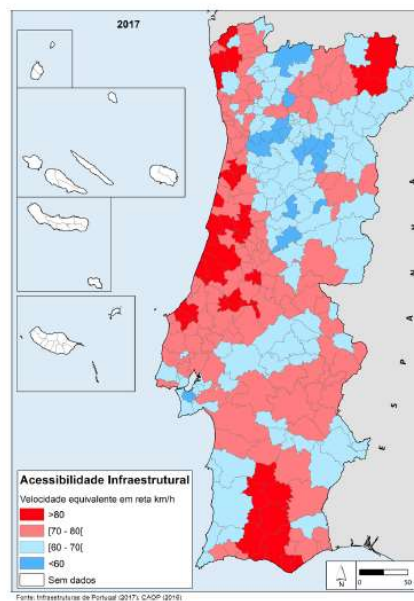 2017
E S P A N H A
Acessibilidade Infraestrutural
Velocidade equivalente em reta km/h
>80
[70 - 80[
[60 - 70[
<60
Sem dados
N
0
50
Fonte: Infraestruturas de Portugal (2017), CAOP (2016)